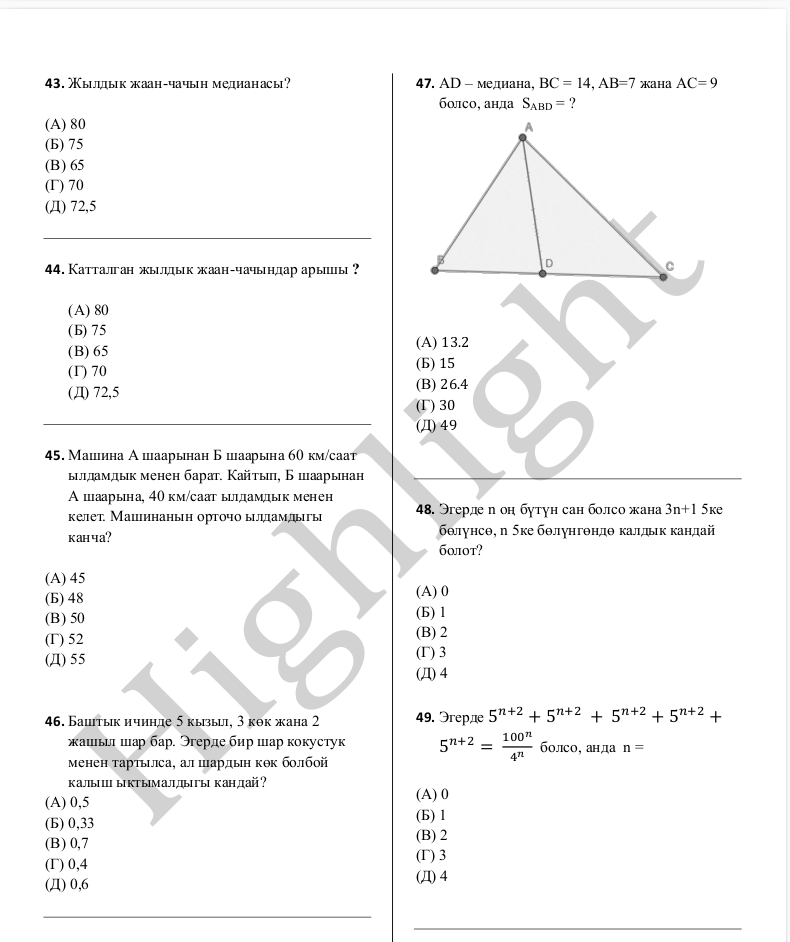 43. Жылдык жаан-чачын медианасы?
(А) 80
(Б) 75
(В) 65
(Г) 70
(Д) 72,5
44. Катталган жылдык жаан-чачындар арышы ?
(А) 80
(Б) 75
(В) 65
(Г) 70
(Д) 72,5
45. Машина А шаарынан Б шаарына 60 км/саат
ылдамдык менен барат. Кайтып, Б шаарынан
А шаарына, 40 км/саат ылдамдык менен
келет. Машинанын орточо ылдамдыгы
канча?
(А) 45
(Б) 48
(В) 50
(Г) 52
(Д) 55
46. Баштык ичинде 5 кызыл, 3 көк жана 2
жашыл шар бар. Эгерде бир шар кокустук
менен тартылса, ал шардын көк болбой
калыш ыктымалдыгы кандай?
(А) 0,5
(Б) 0,33
(В) 0,7
(Г) 0,4
(Д) 0,6
47. AD – медиана, BC = 14, AB=7 жана AC= 9
болсо, анда S_ABD = ?
A
B
D
C
(А) 13.2
(Б) 15
(В) 26.4
(Г) 30
(Д) 49
48. Эгерде n оң бүтүн сан болсо жана 3n+1 5ке
бөлүнсө, n 5ке бөлүнгөндө калдык кандай
болот?
(А) 0
(Б) 1
(В) 2
(Г) 3
(Д) 4
49. Эгерде 5^{n+2} + 5^{n+2} + 5^{n+2} + 5^{n+2} +
5^{n+2} = 100^n/4^n болсо, анда n =
(А) 0
(Б) 1
(В) 2
(Г) 3
(Д) 4
Highlight